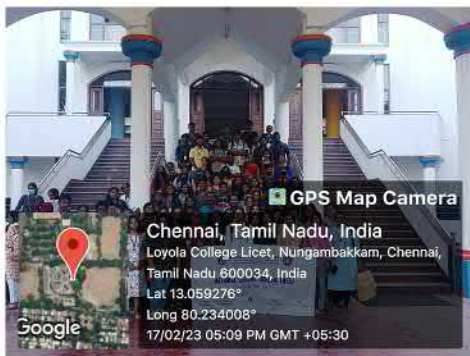 GPS Map Camera
Chennai, Tamil Nadu, India
Loyola College Licet, Nungambakkam, Chennai,
Tamil Nadu 600034, India
Lat 13.059276°
Long 80.234008°
17/02/23 05:09 PM GMT +05:30
Google